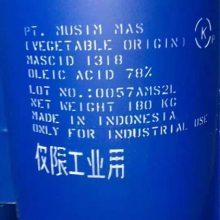 PT. MUSIM MAS
(VEGETABLE ORIGIN)
MASCID 1318
OLEIC ACID 78%
LOT NO.:0057AMS2L
NET WEIGHT 180 KG
MADE IN INDONESIA
ONLY FOR INDUSTRIAL USE
仅限工业用
K
P